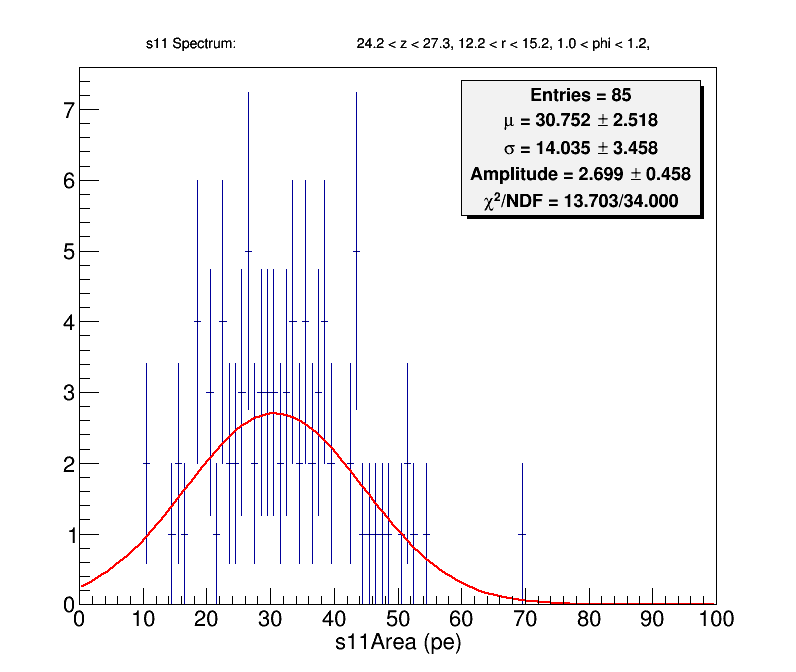 s11 Spectrum: 24.2 < z < 27.3, 12.2 < r < 15.2, 1.0 < phi < 1.2,
Entries = 85
μ = 30.752 ± 2.518
σ = 14.035 ± 3.458
Amplitude = 2.699 ± 0.458
χ²/NDF = 13.703/34.000
7
6
5
4
3
2
1
0
0 10 20 30 40 50 60 70 80 90 100
s11Area (pe)